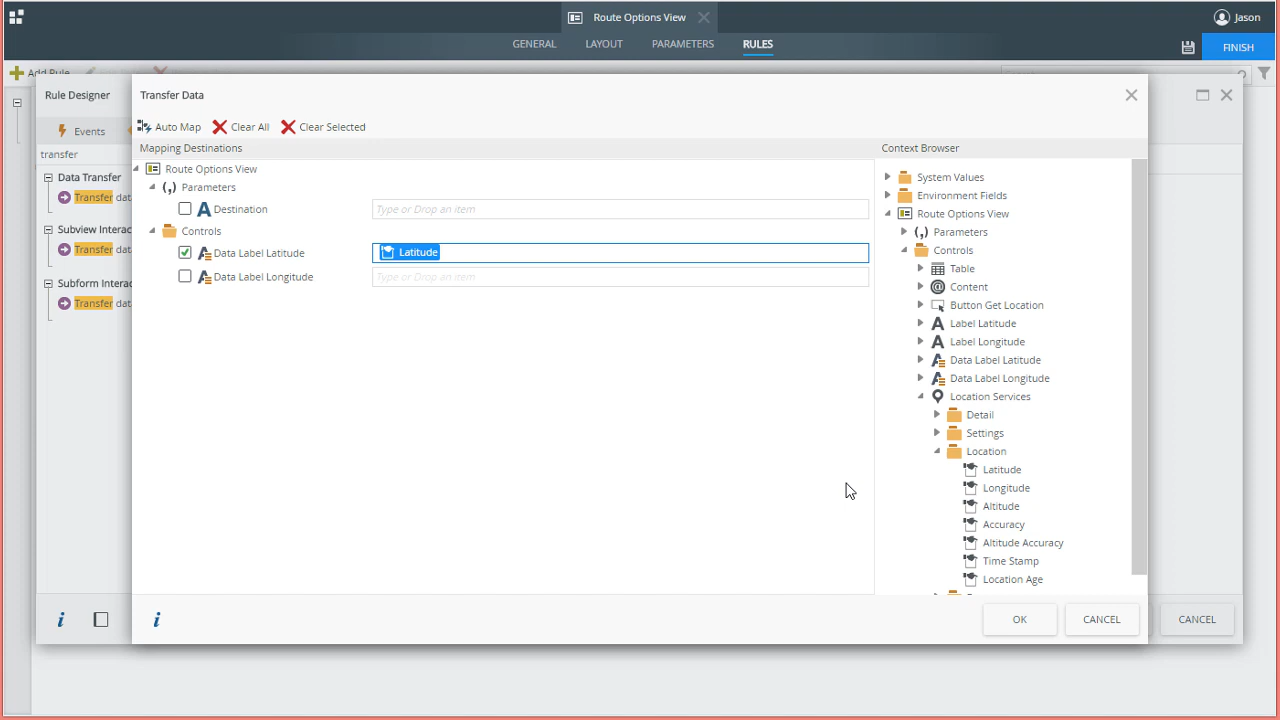 Route Options View
Jason
GENERAL
LAYOUT
PARAMETERS
RULES
FINISH
Add Rule
Rule Designer
Transfer Data
Events
Auto Map
Clear All
Clear Selected
transfer
Mapping Destinations
Context Browser
Data Transfer
Transfer dat
Subview Interac
Transfer dat
Subform Interac
Transfer dat
Route Options View
Parameters
Destination
Type or Drop an item
Controls
Data Label Latitude
Latitude
Data Label Longitude
Type or Drop an item
System Values
Environment Fields
Route Options View
Parameters
Controls
Table
Content
Button Get Location
Label Latitude
Label Longitude
Data Label Latitude
Data Label Longitude
Location Services
Detail
Settings
Location
Latitude
Longitude
Altitude
Accuracy
Altitude Accuracy
Time Stamp
Location Age
OK
CANCEL
CANCEL